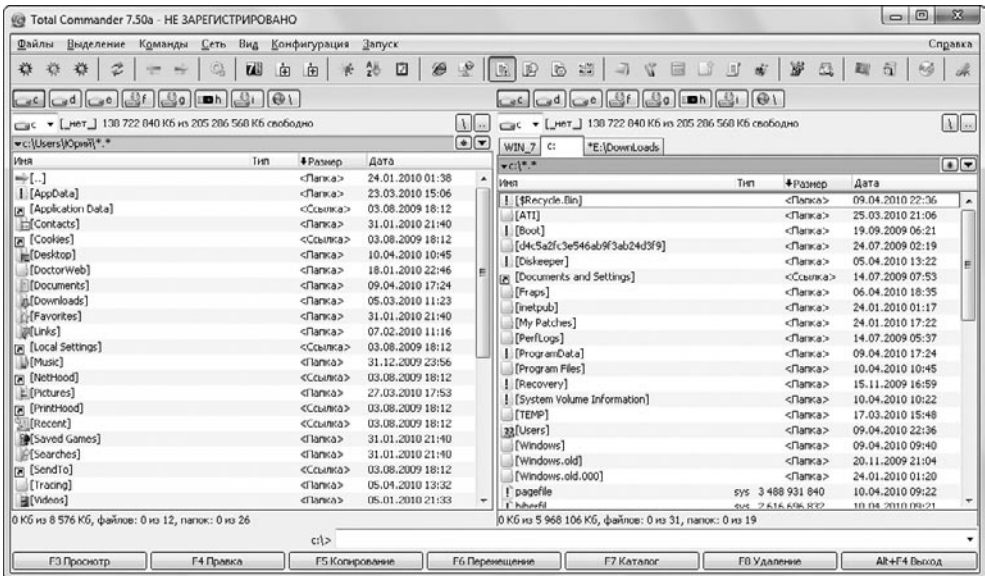 Total Commander 7.50a - НЕ ЗАРЕГИСТРИРОВАНО
Файлы Выделение Команды Сеть Вид Конфигурация Запуск Справка
c d e f g h i \
c [_нет_] 138 722 840 Кб из 205 286 568 Кб свободно \ ..
c:\Users\Юрий\*.* * ▼
Имя Тип Размер Дата
[..] <Папка> 24.01.2010 01:38
[AppData] <Папка> 23.03.2010 15:06
[Application Data] <Ссылка> 03.08.2009 18:12
[Contacts] <Папка> 31.01.2010 21:40
[Cookies] <Ссылка> 03.08.2009 18:12
[Desktop] <Папка> 10.04.2010 10:45
[DoctorWeb] <Папка> 18.01.2010 22:46
[Documents] <Папка> 09.04.2010 17:24
[Downloads] <Папка> 05.03.2010 11:23
[Favorites] <Папка> 31.01.2010 21:40
[Links] <Папка> 07.02.2010 11:16
[Local Settings] <Ссылка> 03.08.2009 18:12
[Music] <Папка> 31.12.2009 23:56
[NetHood] <Ссылка> 03.08.2009 18:12
[Pictures] <Папка> 27.03.2010 17:53
[PrintHood] <Ссылка> 03.08.2009 18:12
[Recent] <Ссылка> 03.08.2009 18:12
[Saved Games] <Папка> 31.01.2010 21:40
[Searches] <Папка> 31.01.2010 21:40
[SendTo] <Ссылка> 03.08.2009 18:12
[Tracing] <Папка> 05.04.2010 13:32
[Videos] <Папка> 05.01.2010 21:33
0 Кб из 8 576 Кб, файлов: 0 из 12, папок: 0 из 26
c d e f g h i \
c [_нет_] 138 722 840 Кб из 205 286 568 Кб свободно \ ..
WIN_7 c: *E:\DownLoads
c:\*.* * ▼
Имя Тип Размер Дата
[$Recycle.Bin] <Папка> 09.04.2010 22:36
[ATI] <Папка> 25.03.2010 21:06
[Boot] <Папка> 19.09.2009 06:21
[d4c5a2fc3e546ab9f3ab24d3f9] <Папка> 24.07.2009 02:19
[Diskeeper] <Папка> 05.04.2010 13:22
[Documents and Settings] <Ссылка> 14.07.2009 07:53
[Fraps] <Папка> 06.04.2010 18:35
[inetpub] <Папка> 24.01.2010 01:17
[My Patches] <Папка> 24.01.2010 17:22
[PerfLogs] <Папка> 14.07.2009 05:37
[ProgramData] <Папка> 09.04.2010 17:24
[Program Files] <Папка> 10.04.2010 10:45
[Recovery] <Папка> 15.11.2009 16:59
[System Volume Information] <Папка> 10.04.2010 10:22
[TEMP] <Папка> 17.03.2010 15:48
[Users] <Папка> 09.04.2010 22:36
[Windows] <Папка> 09.04.2010 09:40
[Windows.old] <Папка> 20.11.2009 21:04
[Windows.old.000] <Папка> 24.01.2010 01:20
pagefile sys 3 488 931 840 10.04.2010 09:22
hiberfil sys 2 616 696 832 10.04.2010 09:21
0 Кб из 5 968 106 Кб, файлов: 0 из 31, папок: 0 из 19
c:\>
F3 Просмотр F4 Правка F5 Копирование F6 Перемещение F7 Каталог F8 Удаление Alt+F4 Выход